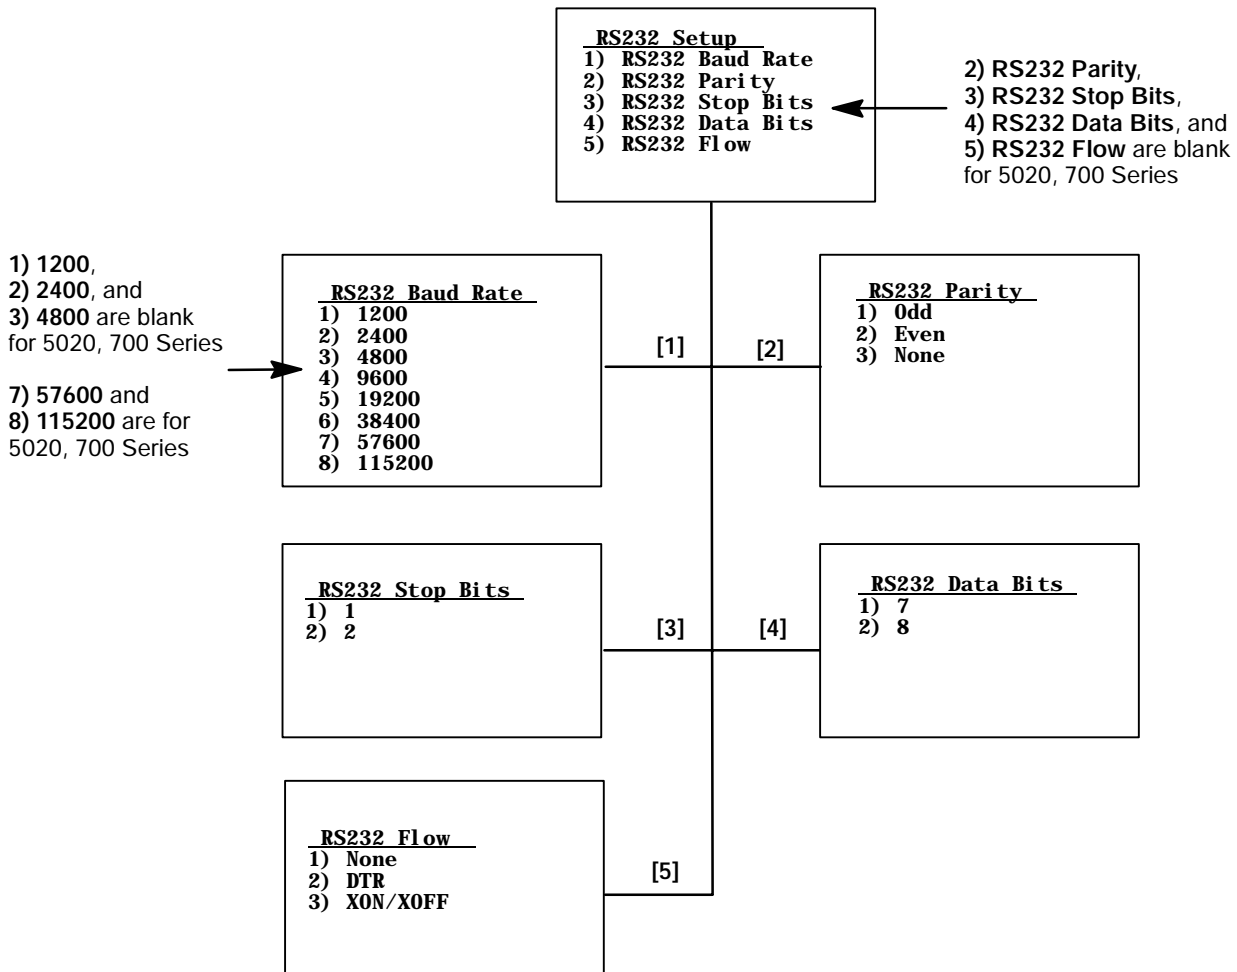 RS232 Setup
1) RS232 Baud Rate
2) RS232 Parity
3) RS232 Stop Bits
4) RS232 Data Bits
5) RS232 Flow
2) RS232 Parity,
3) RS232 Stop Bits,
4) RS232 Data Bits, and
5) RS232 Flow are blank
for 5020, 700 Series
1) 1200,
2) 2400, and
3) 4800 are blank
for 5020, 700 Series
7) 57600 and
8) 115200 are for
5020, 700 Series
RS232 Baud Rate
1) 1200
2) 2400
3) 4800
4) 9600
5) 19200
6) 38400
7) 57600
8) 115200
[1]
[2]
RS232 Parity
1) Odd
2) Even
3) None
RS232 Stop Bits
1) 1
2) 2
[3]
[4]
RS232 Data Bits
1) 7
2) 8
RS232 Flow
1) None
2) DTR
3) XON/XOFF
[5]